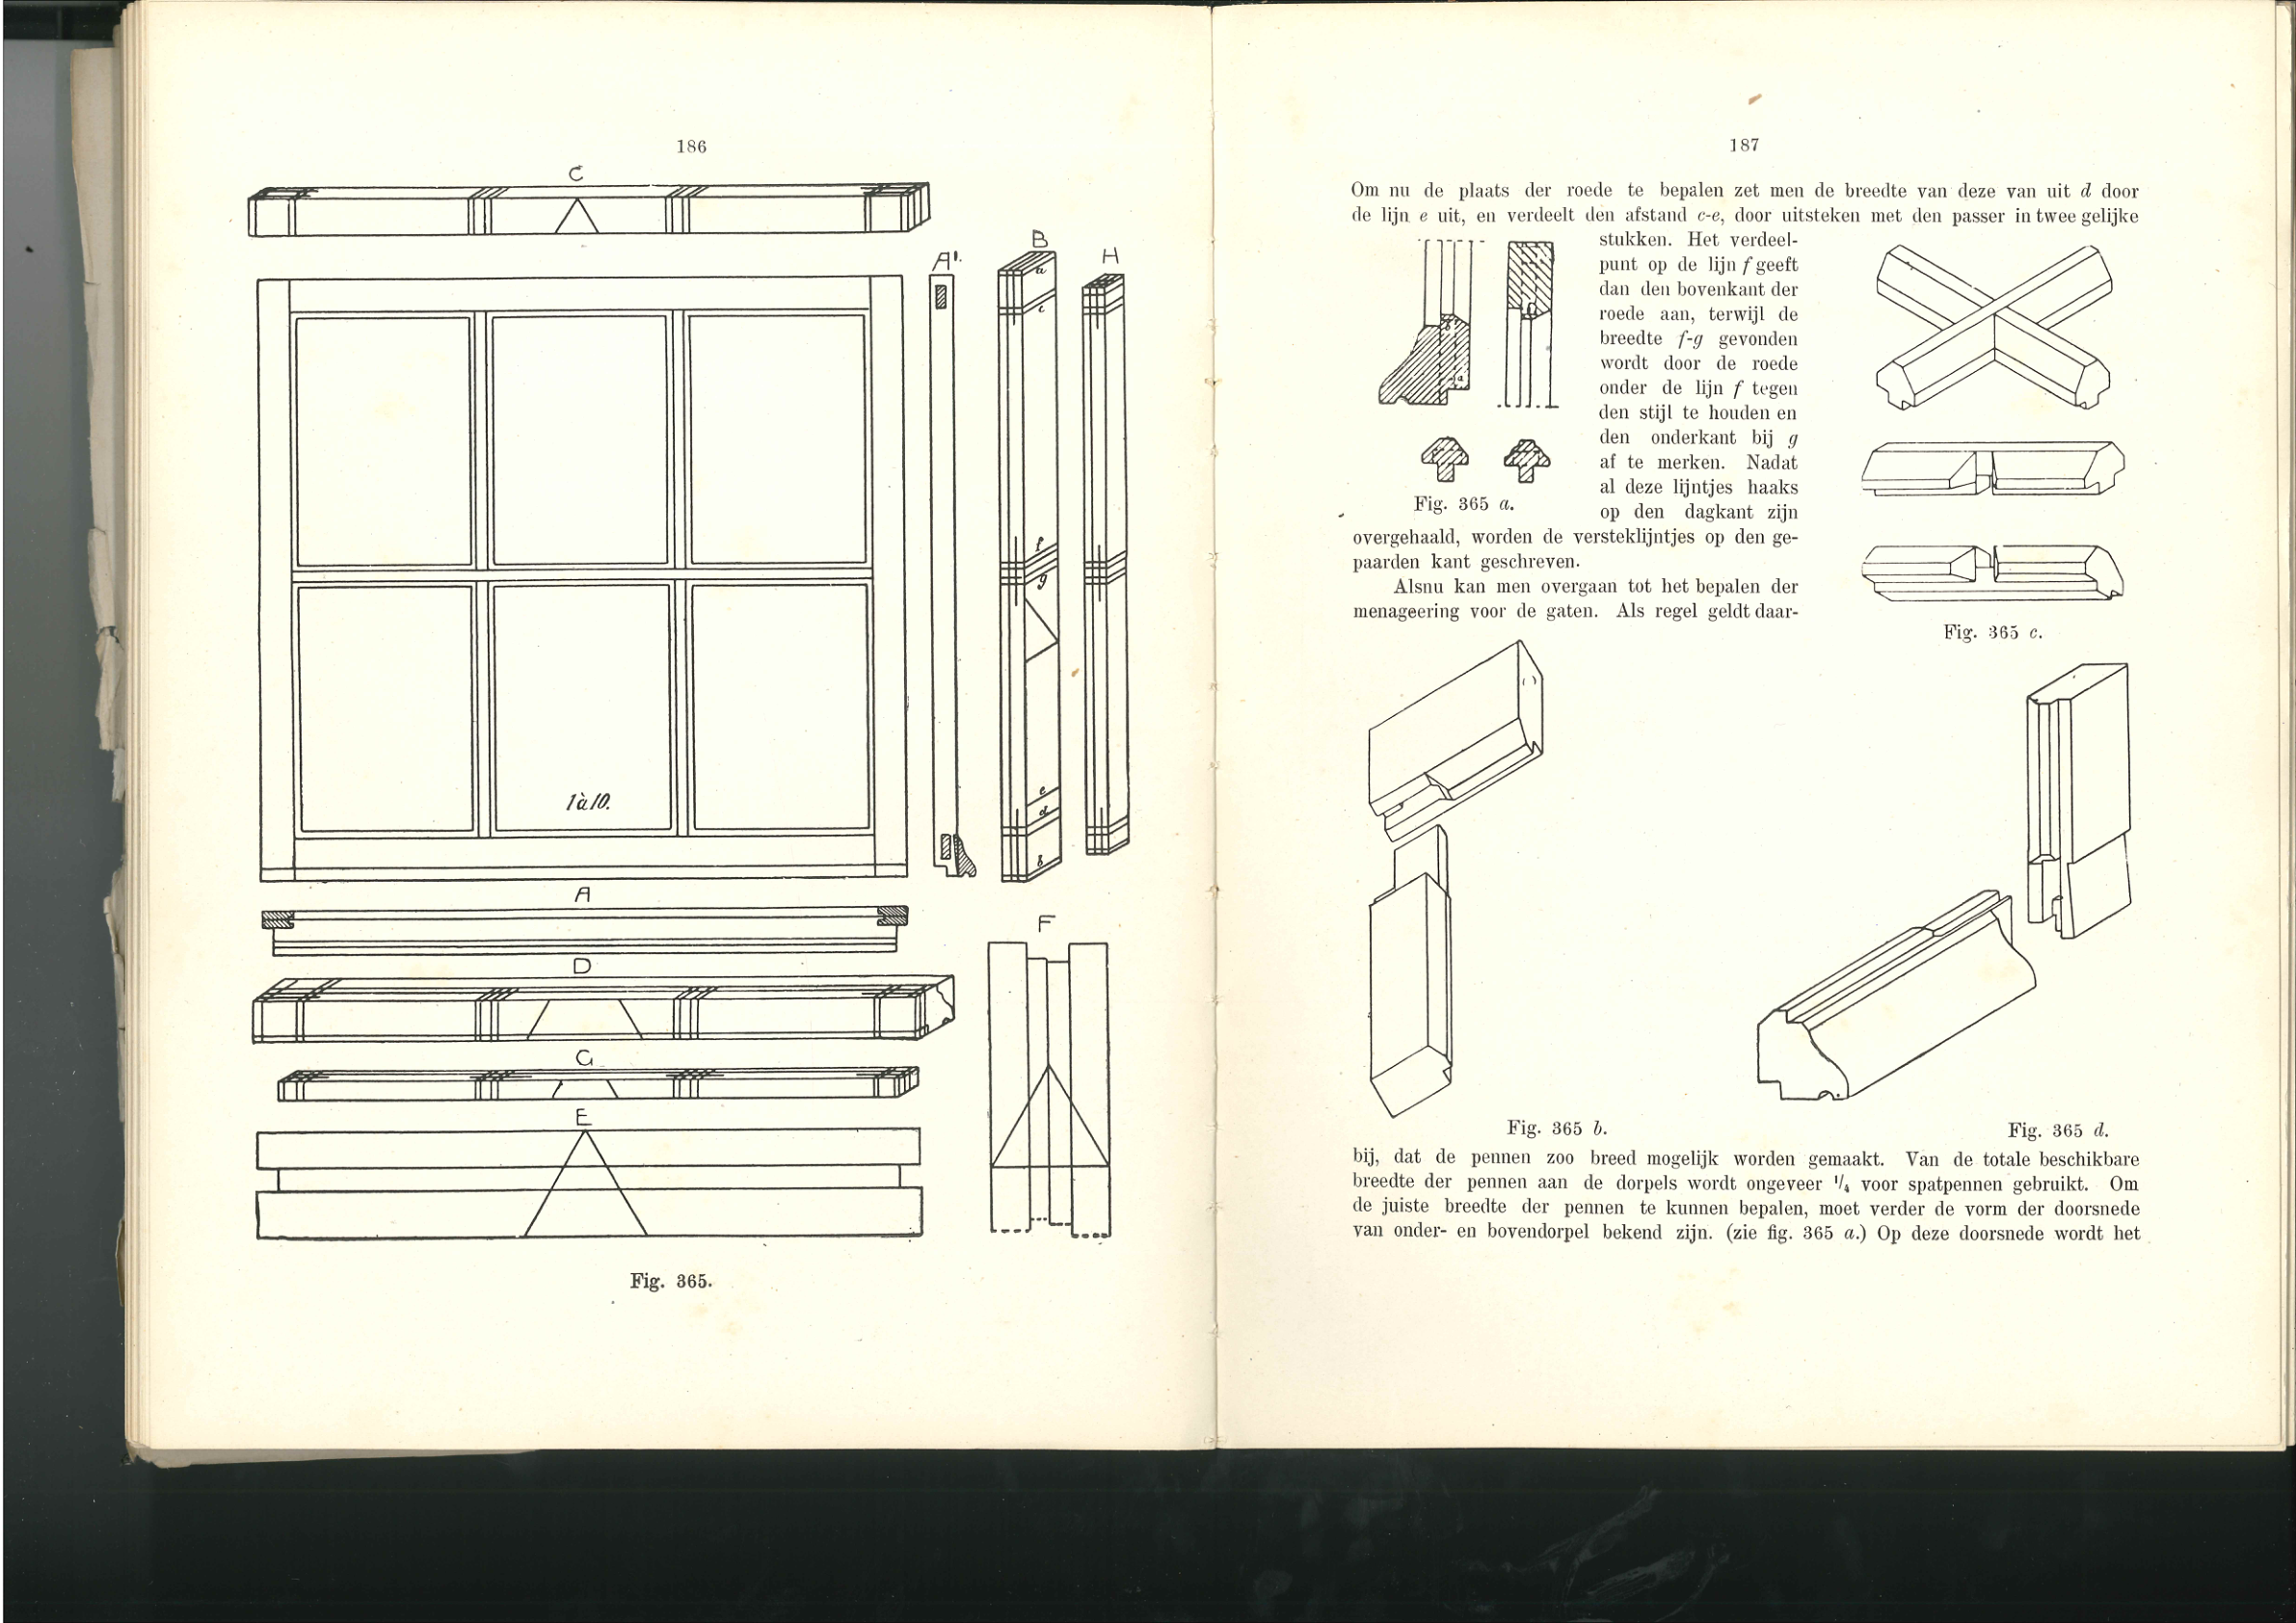 186
C
A'.
B
H
a
c
f
g
e
d
b
1 à 10.
A
F
D
G
E
Fig. 365.
187
Om nu de plaats der roede te bepalen zet men de breedte van deze van uit d door
de lijn e uit, en verdeelt den afstand c-e, door uitsteken met den passer in twee gelijke
stukken. Het verdeel-
punt op de lijn f geeft
dan den bovenkant der
roede aan, terwijl de
breedte f-g gevonden
wordt door de roede
onder de lijn f tegen
den stijl te houden en
den onderkant bij g
af te merken. Nadat
al deze lijntjes haaks
op den dagkant zijn
overgehaald, worden de versteklijntjes op den ge-
paarden kant geschreven.
Alsnu kan men overgaan tot het bepalen der
menageering voor de gaten. Als regel geldt daar-
Fig. 365 a.
Fig. 365 c.
Fig. 365 b.
Fig. 365 d.
bij, dat de pennen zoo breed mogelijk worden gemaakt. Van de totale beschikbare
breedte der pennen aan de dorpels wordt ongeveer 1/4 voor spatpennen gebruikt. Om
de juiste breedte der pennen te kunnen bepalen, moet verder de vorm der doorsnede
van onder- en bovendorpel bekend zijn. (zie fig. 365 a.) Op deze doorsnede wordt het